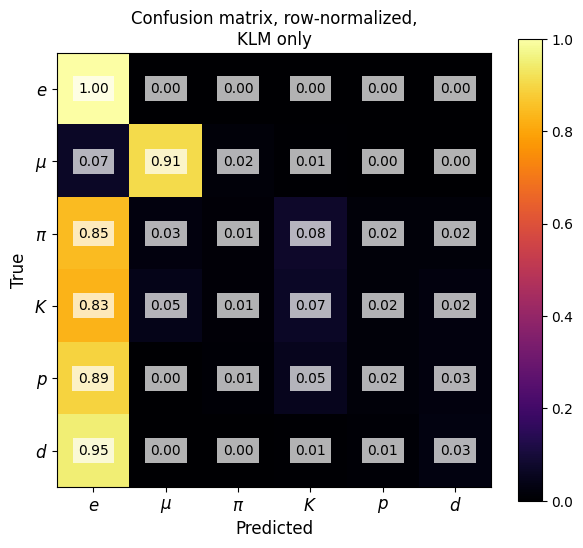 Confusion matrix, row-normalized,
KLM only
1.0
e 1.00 0.00 0.00 0.00 0.00 0.00
0.8
μ 0.07 0.91 0.02 0.01 0.00 0.00
0.6
π 0.85 0.03 0.01 0.08 0.02 0.02
True
K 0.83 0.05 0.01 0.07 0.02 0.02
0.4
p 0.89 0.00 0.01 0.05 0.02 0.03
0.2
d 0.95 0.00 0.00 0.01 0.01 0.03
0.0
e μ π K p d
Predicted